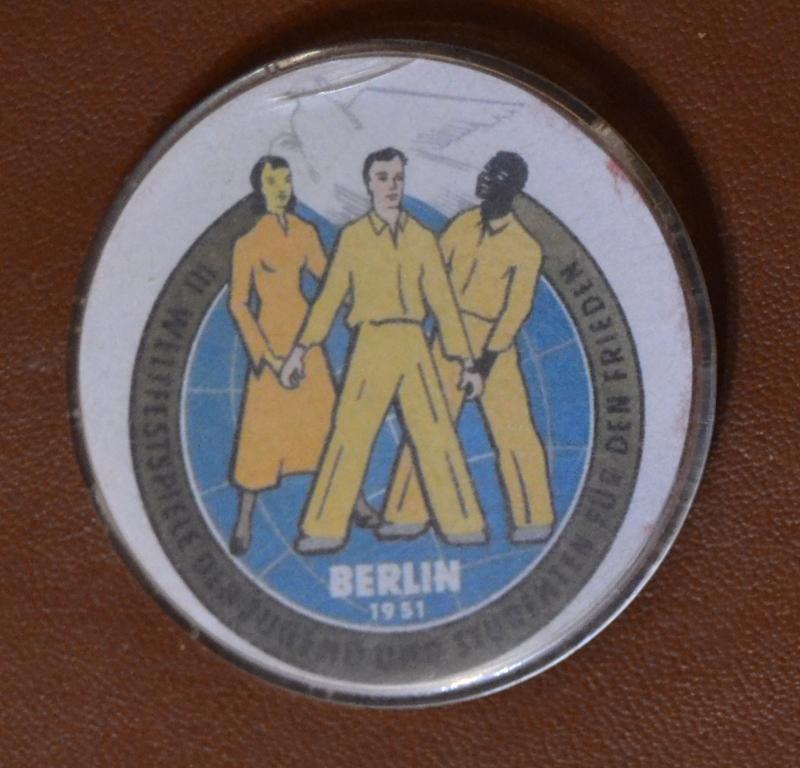 III. WELTFESTSPIELE DER JUGEND UND STUDENTEN FÜR DEN FRIEDEN
BERLIN
1951